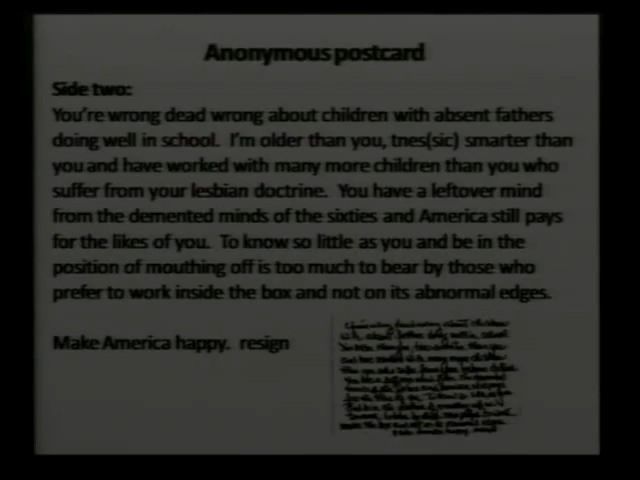 Anonymous postcard
Side two:
You're wrong dead wrong about children with absent fathers
doing well in school.  I'm older than you, tnes(sic) smarter than
you and have worked with many more children than you who
suffer from your lesbian doctrine.  You have a leftover mind
from the demented minds of the sixties and America still pays
for the likes of you.  To know so little as you and be in the
position of mouthing off is too much to bear by those who
prefer to work inside the box and not on its abnormal edges.
Make America happy.  resign